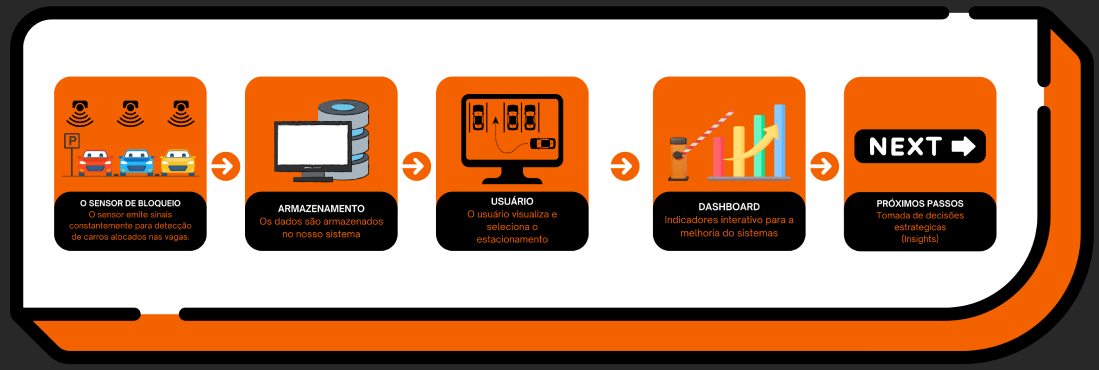 P
O SENSOR DE BLOQUEIO
O sensor emite sinais
constantemente para detecção
de carros alocados nas vagas.
ARMAZENAMENTO
Os dados são armazenados
no nosso sistema
USUÁRIO
O usuário visualiza e
seleciona o
estacionamento
DASHBOARD
Indicadores interativo para a
melhoria do sistemas
NEXT
PRÓXIMOS PASSOS
Tomada de decisões
estrategicas
(Insights)